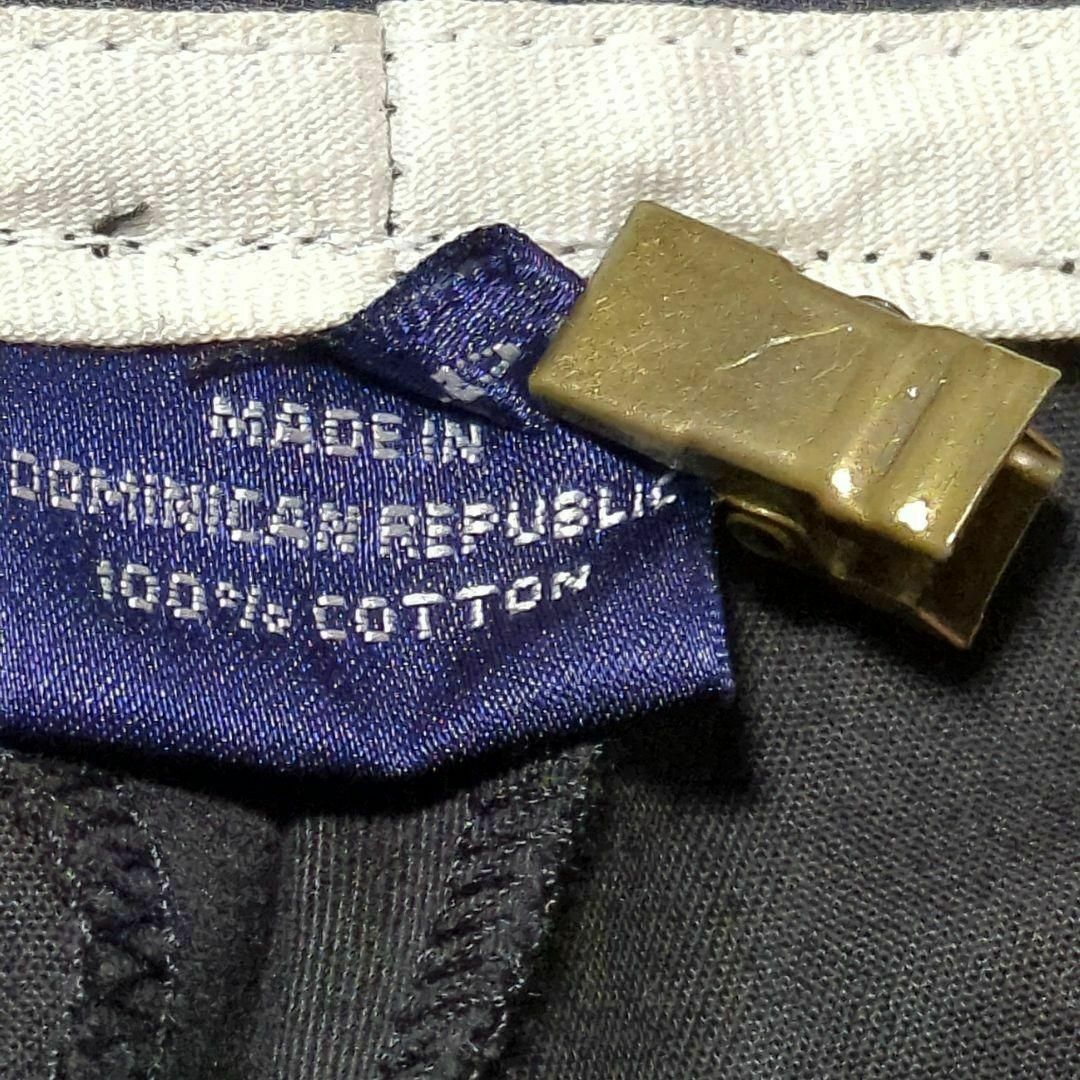 MADE IN
DOMINICAN REPUBLIC
100% COTTON